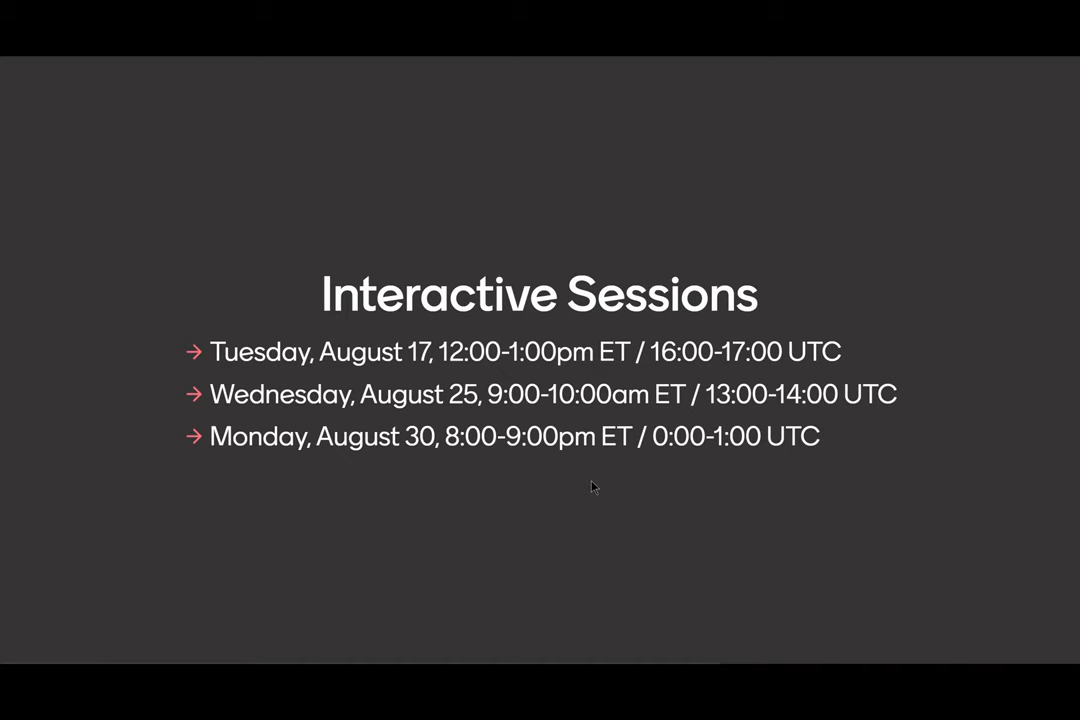 Interactive Sessions
→ Tuesday, August 17, 12:00-1:00pm ET / 16:00-17:00 UTC
→ Wednesday, August 25, 9:00-10:00am ET / 13:00-14:00 UTC
→ Monday, August 30, 8:00-9:00pm ET / 0:00-1:00 UTC